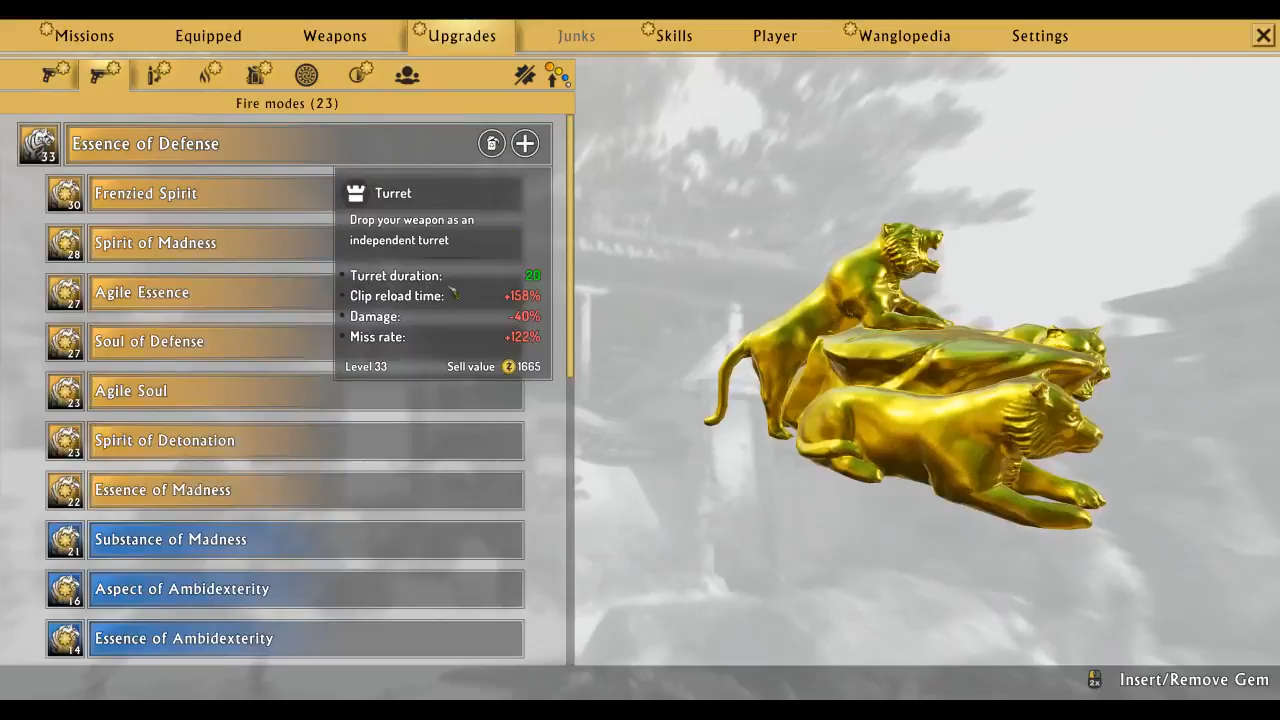 Missions Equipped Weapons Upgrades Junks Skills Player Wanglopedia Settings
Fire modes (23)
33 Essence of Defense
30 Frenzied Spirit
28 Spirit of Madness
27 Agile Essence
27 Soul of Defense
23 Agile Soul
23 Spirit of Detonation
22 Essence of Madness
21 Substance of Madness
16 Aspect of Ambidexterity
14 Essence of Ambidexterity
Turret
Drop your weapon as an
independent turret
Turret duration: 20
Clip reload time: +158%
Damage: -40%
Miss rate: +122%
Level 33 Sell value 1665
2x Insert/Remove Gem